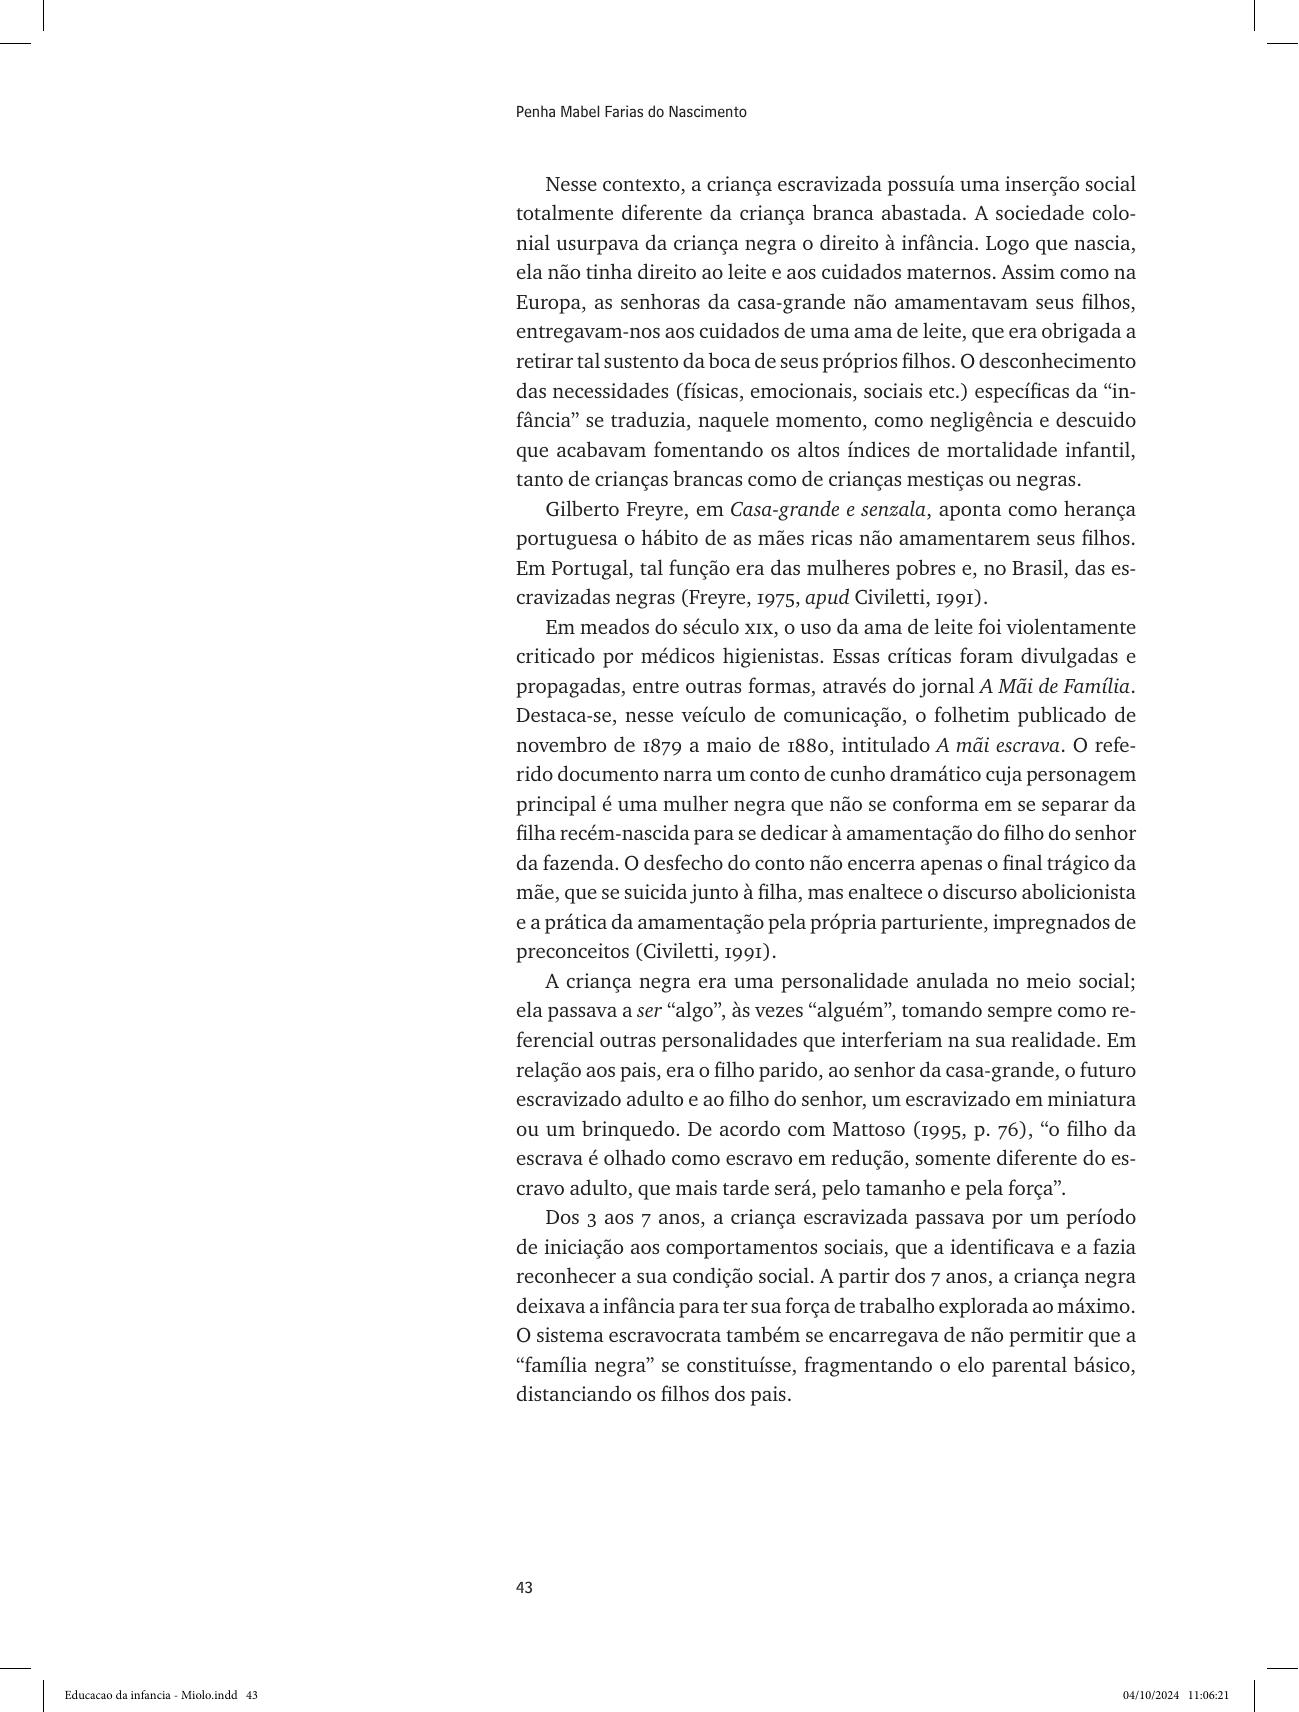 Penha Mabel Farias do Nascimento
Nesse contexto, a criança escravizada possuía uma inserção social
totalmente diferente da criança branca abastada. A sociedade colo-
nial usurpava da criança negra o direito à infância. Logo que nascia,
ela não tinha direito ao leite e aos cuidados maternos. Assim como na
Europa, as senhoras da casa-grande não amamentavam seus filhos,
entregavam-nos aos cuidados de uma ama de leite, que era obrigada a
retirar tal sustento da boca de seus próprios filhos. O desconhecimento
das necessidades (físicas, emocionais, sociais etc.) específicas da “in-
fância” se traduzia, naquele momento, como negligência e descuido
que acabavam fomentando os altos índices de mortalidade infantil,
tanto de crianças brancas como de crianças mestiças ou negras.
Gilberto Freyre, em Casa-grande e senzala, aponta como herança
portuguesa o hábito de as mães ricas não amamentarem seus filhos.
Em Portugal, tal função era das mulheres pobres e, no Brasil, das es-
cravizadas negras (Freyre, 1975, apud Civiletti, 1991).
Em meados do século XIX, o uso da ama de leite foi violentamente
criticado por médicos higienistas. Essas críticas foram divulgadas e
propagadas, entre outras formas, através do jornal A Mãi de Família.
Destaca-se, nesse veículo de comunicação, o folhetim publicado de
novembro de 1879 a maio de 1880, intitulado A mãi escrava. O refe-
rido documento narra um conto de cunho dramático cuja personagem
principal é uma mulher negra que não se conforma em se separar da
filha recém-nascida para se dedicar à amamentação do filho do senhor
da fazenda. O desfecho do conto não encerra apenas o final trágico da
mãe, que se suicida junto à filha, mas enaltece o discurso abolicionista
e a prática da amamentação pela própria parturiente, impregnados de
preconceitos (Civiletti, 1991).
A criança negra era uma personalidade anulada no meio social;
ela passava a ser “algo”, às vezes “alguém”, tomando sempre como re-
ferencial outras personalidades que interferiam na sua realidade. Em
relação aos pais, era o filho parido, ao senhor da casa-grande, o futuro
escravizado adulto e ao filho do senhor, um escravizado em miniatura
ou um brinquedo. De acordo com Mattoso (1995, p. 76), “o filho da
escrava é olhado como escravo em redução, somente diferente do es-
cravo adulto, que mais tarde será, pelo tamanho e pela força”.
Dos 3 aos 7 anos, a criança escravizada passava por um período
de iniciação aos comportamentos sociais, que a identificava e a fazia
reconhecer a sua condição social. A partir dos 7 anos, a criança negra
deixava a infância para ter sua força de trabalho explorada ao máximo.
O sistema escravocrata também se encarregava de não permitir que a
“família negra” se constituísse, fragmentando o elo parental básico,
distanciando os filhos dos pais.
43
Educacao da infancia - Miolo.indd 43
04/10/2024 11:06:21